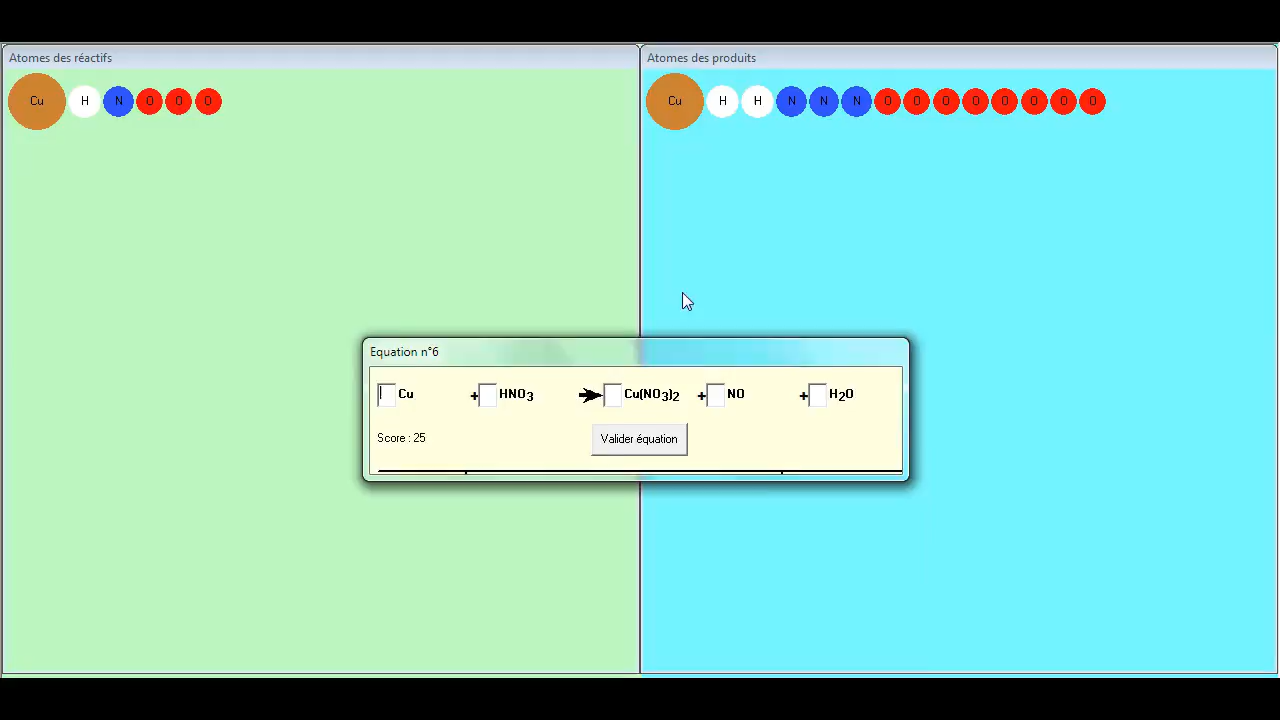 Atomes des réactifs
Cu H N O O O
Atomes des produits
Cu H H N N N O O O O O O O O
Equation n°6
Cu + HNO3 Cu(NO3)2 + NO + H2O
Score : 25
Valider équation